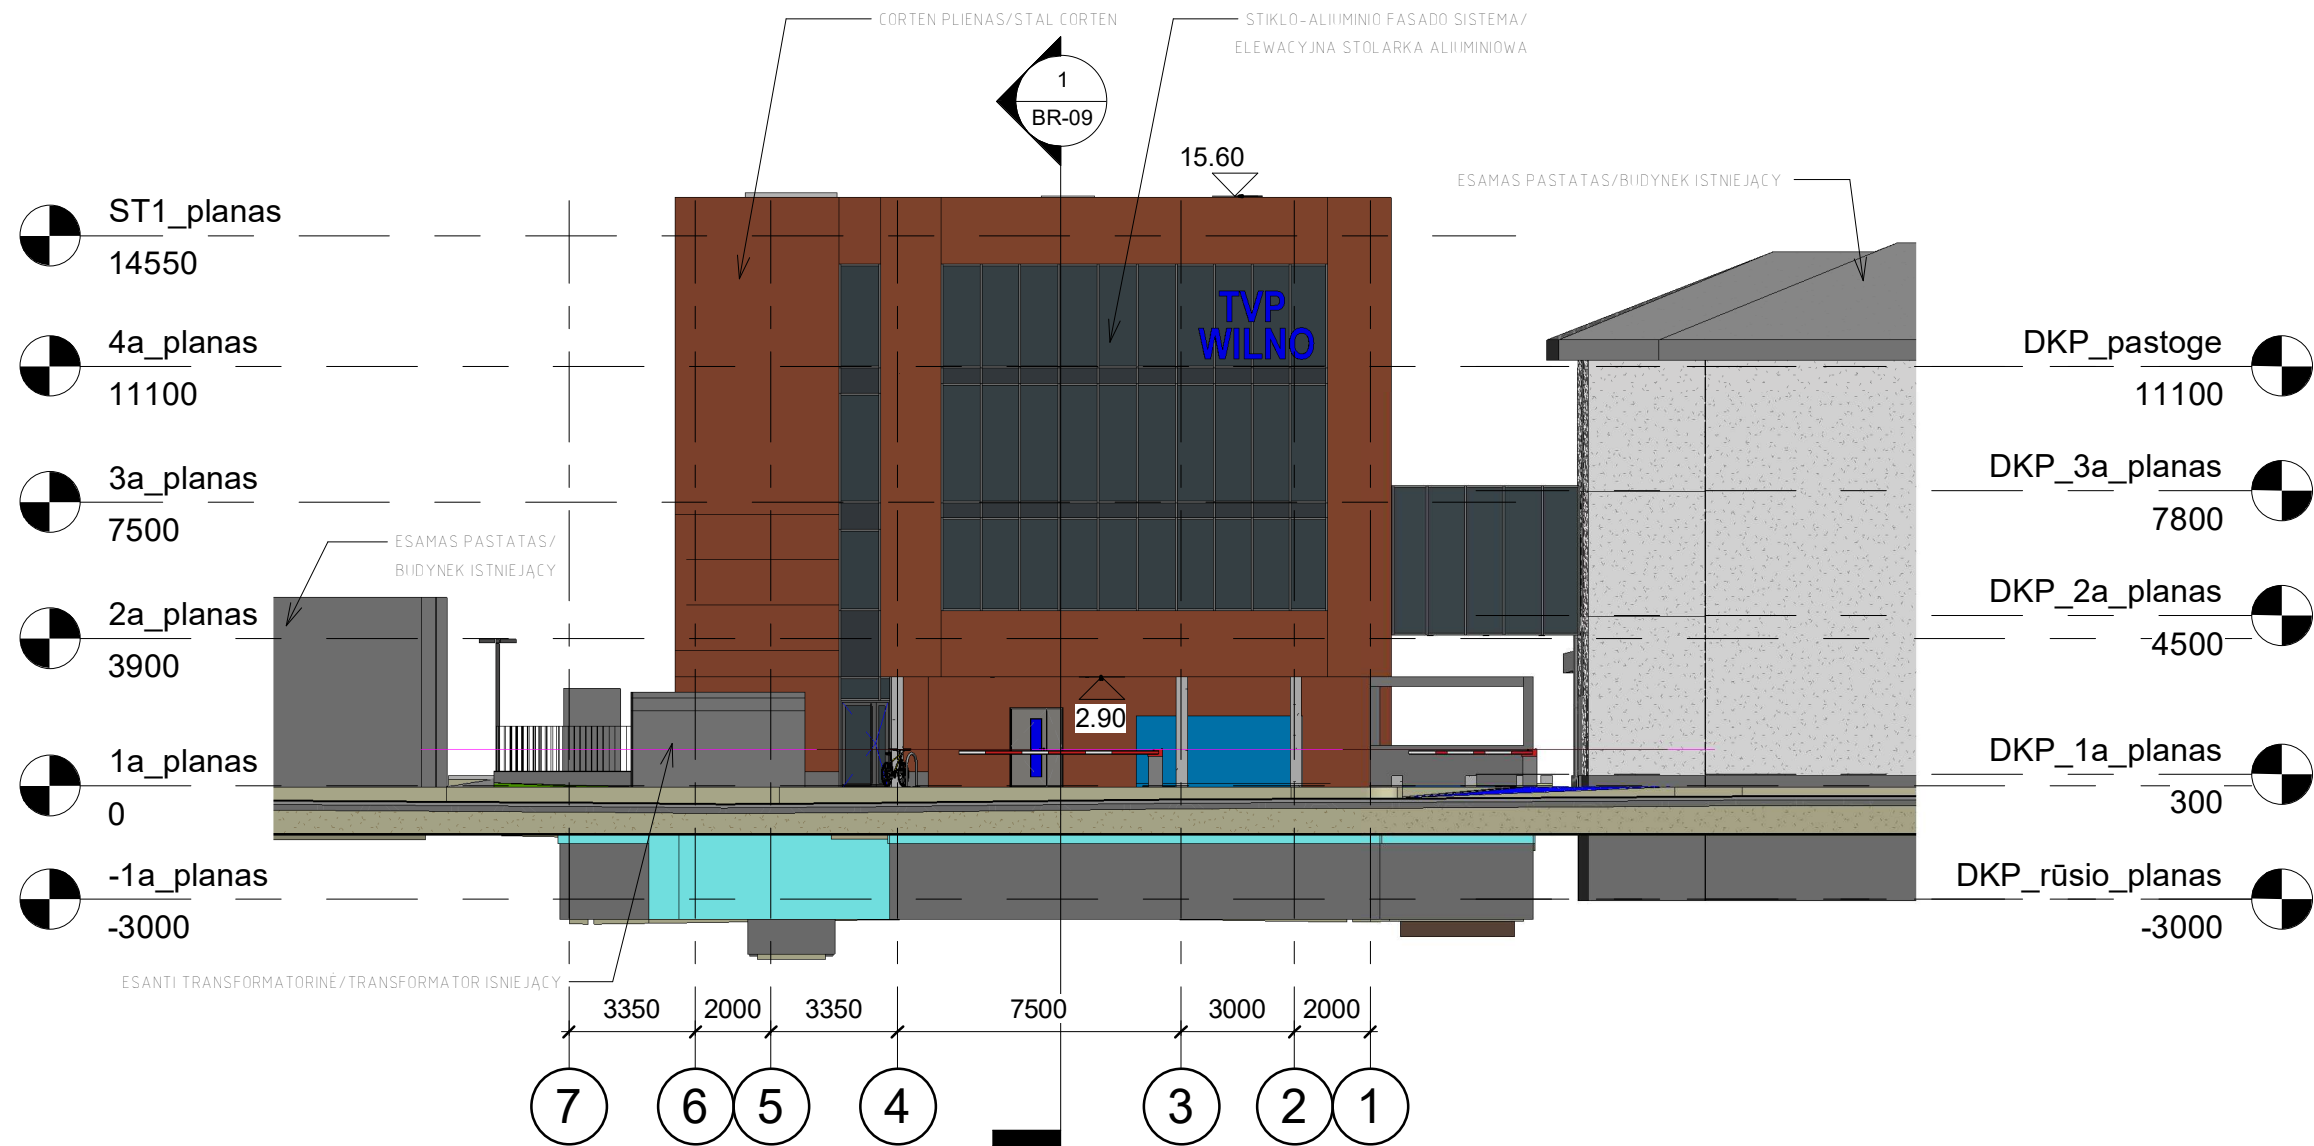 CORTEN PLIENAS/STAL CORTEN
STIKLO-ALIUMINIO FASADO SISTEMA/
ELEWACYJNA STOLARKA ALIUMINIOWA
1
BR-09
15.60
ESAMAS PASTATAS/BUDYNEK ISTNIEJĄCY
ST1_planas
14550
TVP
WILNO
4a_planas
11100
DKP_pastoge
11100
3a_planas
7500
DKP_3a_planas
7800
ESAMAS PASTATAS/
BUDYNEK ISTNIEJĄCY
2a_planas
3900
DKP_2a_planas
4500
2.90
1a_planas
0
DKP_1a_planas
300
-1a_planas
-3000
DKP_rūsio_planas
-3000
ESANTI TRANSFORMATORINĖ/TRANSFORMATOR ISNIEJĄCY
3350 2000 3350 7500 3000 2000
7 6 5 4 3 2 1